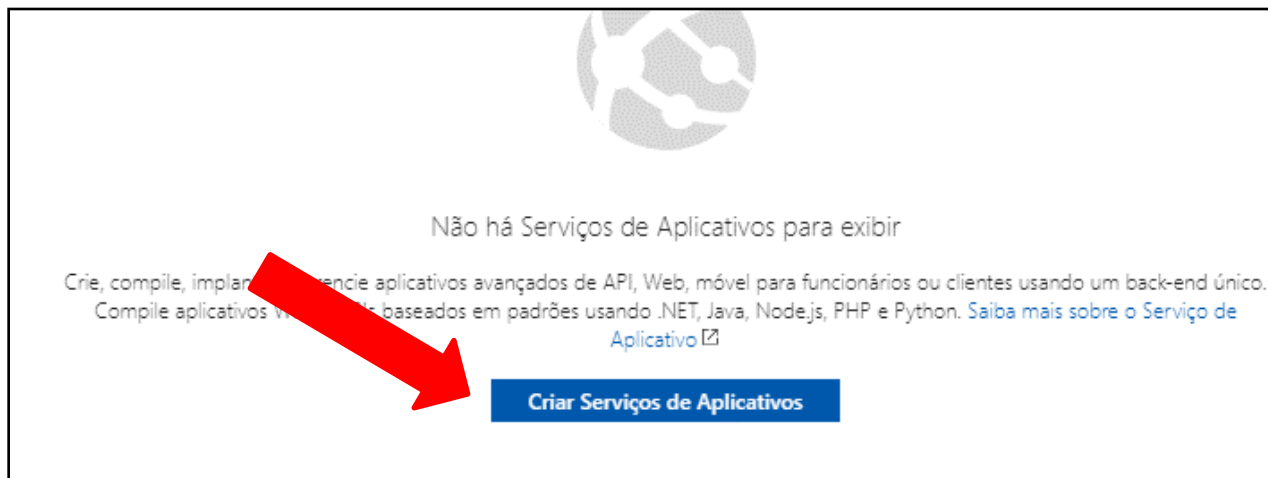 Não há Serviços de Aplicativos para exibir
Crie, compile, aplicativos avançados de API, Web, móvel para funcionários ou clientes usando um back-end único.
Compile aplicativos baseados em padrões usando .NET, Java, Node.js, PHP e Python. Saiba mais sobre o Serviço de
Aplicativo
Criar Serviços de Aplicativos